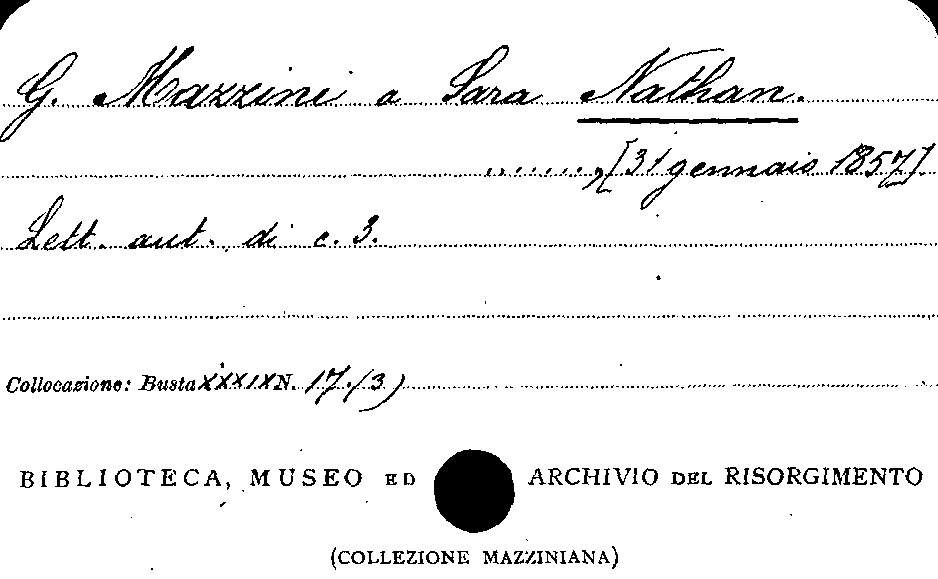 G. Mazzini a Sara Nathan.
........, [31 gennaio 1857]
Lett. aut. di c. 3.
Collocazione: Busta XXXIX N. 17.(3)
BIBLIOTECA, MUSEO ED ARCHIVIO DEL RISORGIMENTO
(COLLEZIONE MAZZINIANA)